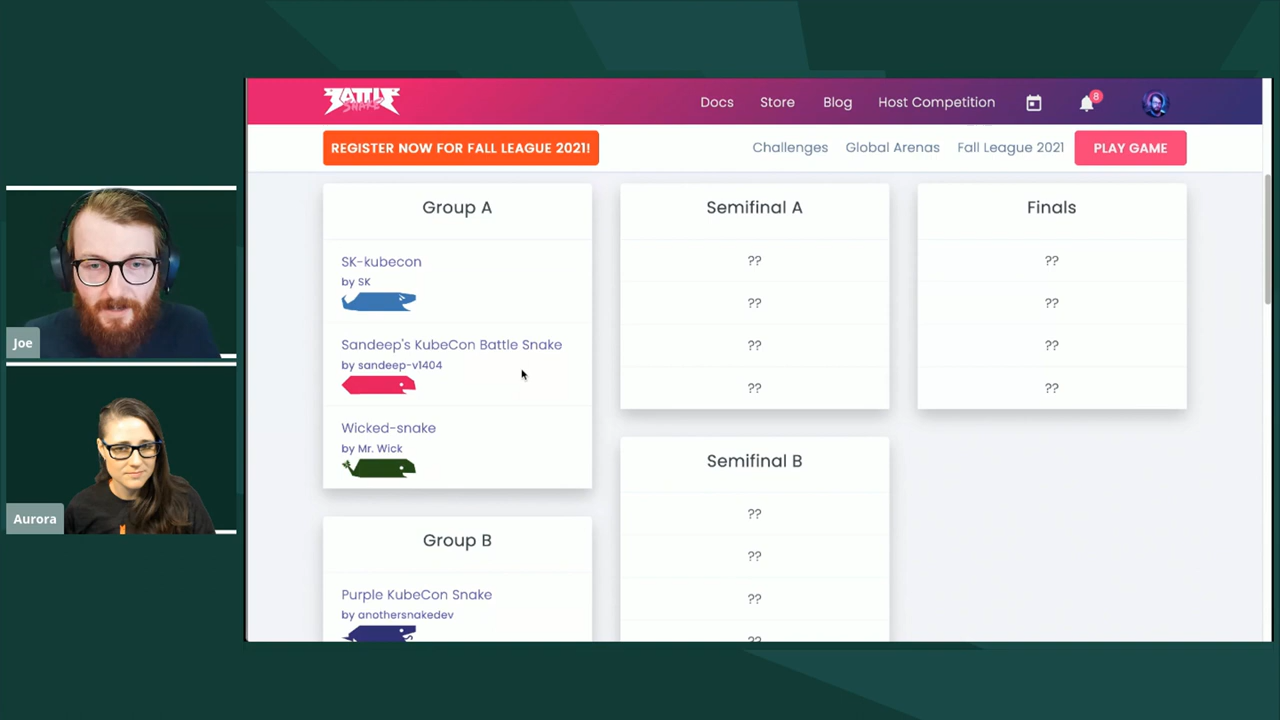 BATTLE
SNAKE
Docs
Store
Blog
Host Competition
8
REGISTER NOW FOR FALL LEAGUE 2021!
Challenges
Global Arenas
Fall League 2021
PLAY GAME
Group A
SK-kubecon
by SK
Sandeep's KubeCon Battle Snake
by sandeep-v1404
Wicked-snake
by Mr. Wick
Group B
Purple KubeCon Snake
by anothersnakedev
Semifinal A
??
??
??
??
Semifinal B
??
??
??
??
Finals
??
??
??
??
Joe
Aurora